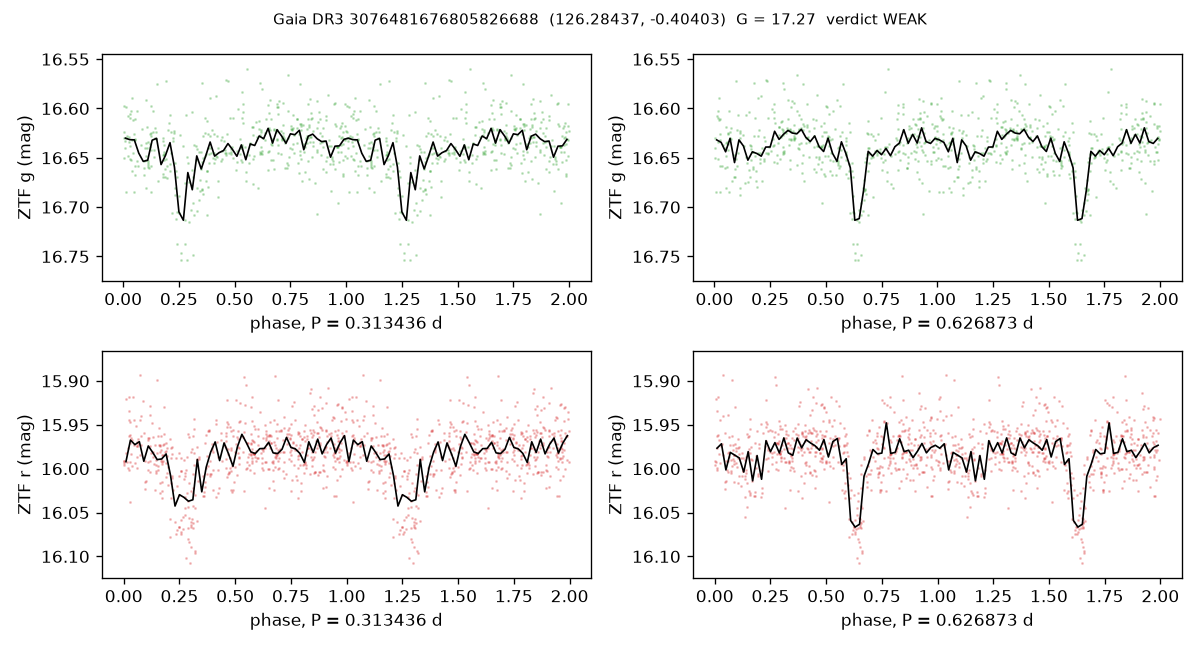 Gaia DR3 3076481676805826688  (126.28437, -0.40403)  G = 17.27  verdict WEAK
ZTF g (mag)
16.55
16.60
16.65
16.70
16.75
0.00 0.25 0.50 0.75 1.00 1.25 1.50 1.75 2.00
phase, P = 0.313436 d
ZTF g (mag)
16.55
16.60
16.65
16.70
16.75
0.00 0.25 0.50 0.75 1.00 1.25 1.50 1.75 2.00
phase, P = 0.626873 d
ZTF r (mag)
15.90
15.95
16.00
16.05
16.10
0.00 0.25 0.50 0.75 1.00 1.25 1.50 1.75 2.00
phase, P = 0.313436 d
ZTF r (mag)
15.90
15.95
16.00
16.05
16.10
0.00 0.25 0.50 0.75 1.00 1.25 1.50 1.75 2.00
phase, P = 0.626873 d